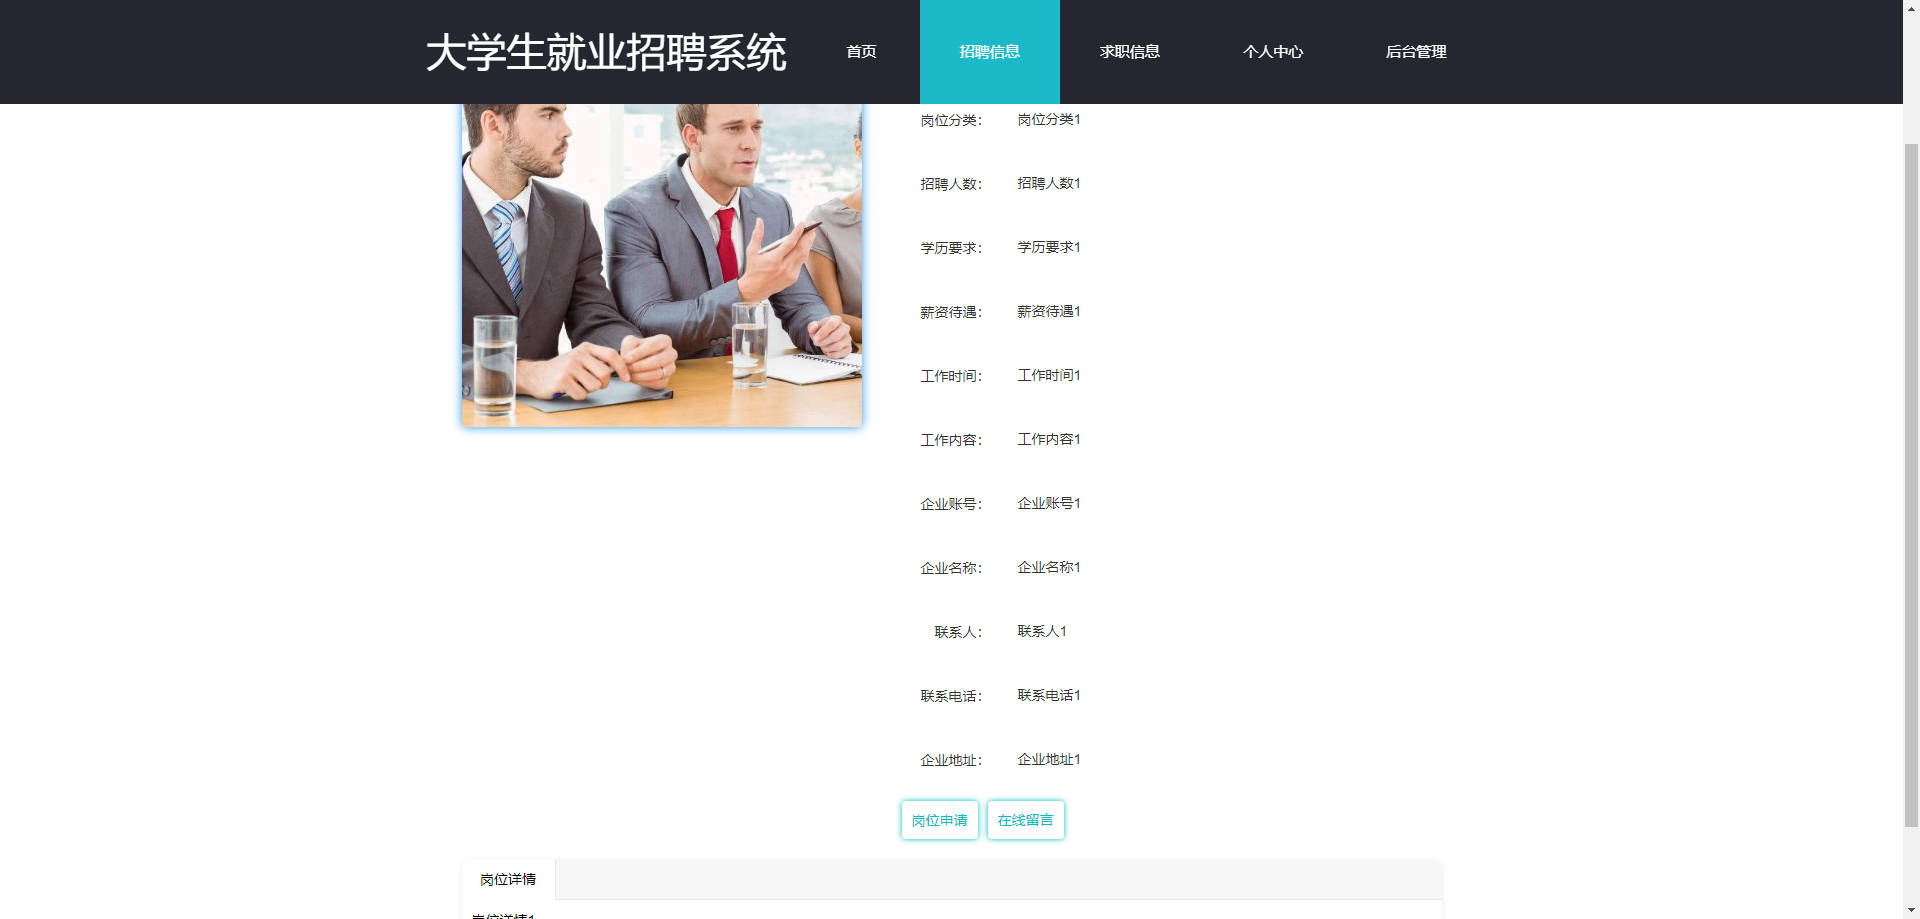 大学生就业招聘系统 首页 招聘信息 求职信息 个人中心 后台管理
岗位分类： 岗位分类1
招聘人数： 招聘人数1
学历要求： 学历要求1
薪资待遇： 薪资待遇1
工作时间： 工作时间1
工作内容： 工作内容1
企业账号： 企业账号1
企业名称： 企业名称1
联系人： 联系人1
联系电话： 联系电话1
企业地址： 企业地址1
岗位申请 在线留言
岗位详情
岗位详情1